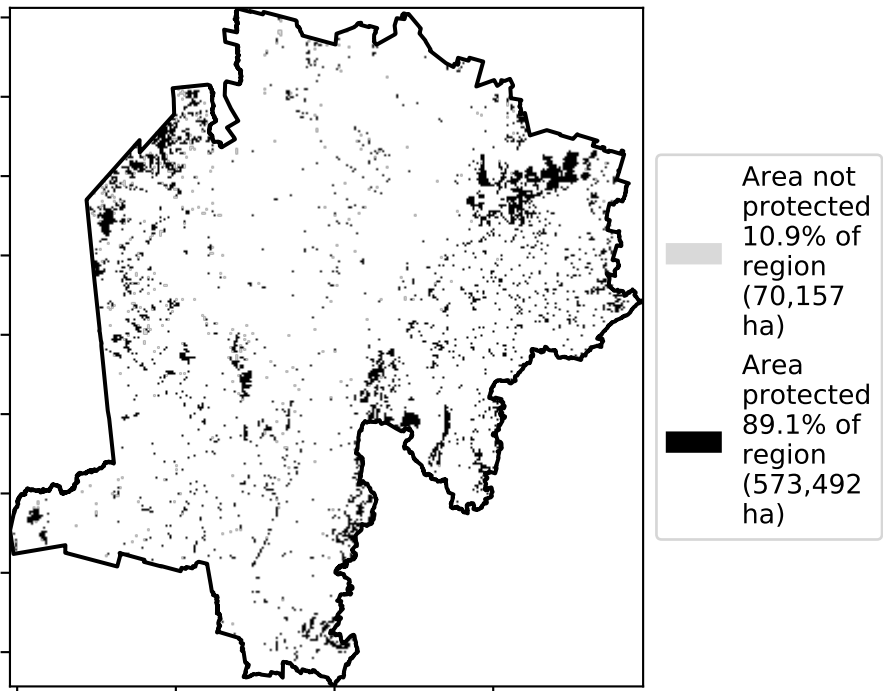 Area not
protected
10.9% of
region
(70,157
ha)
Area
protected
89.1% of
region
(573,492
ha)